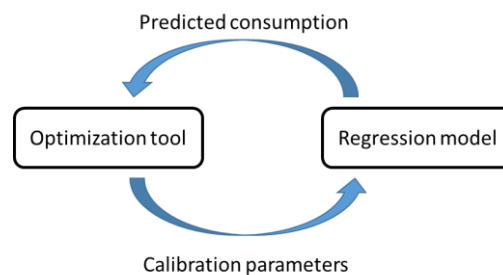 Predicted consumption
Optimization tool
Regression model
Calibration parameters